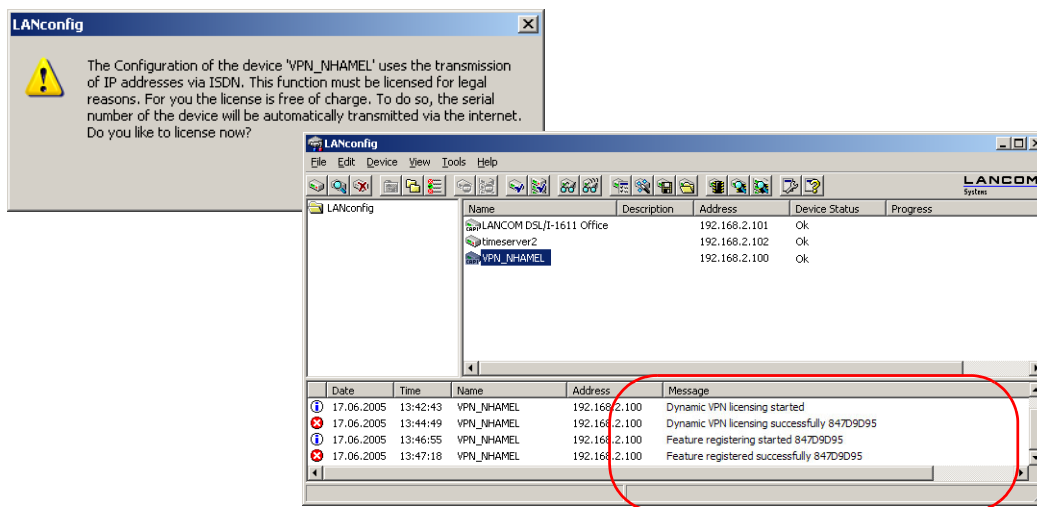 LANconfig
The Configuration of the device 'VPN_NHAMEL' uses the transmission
of IP addresses via ISDN. This function must be licensed for legal
reasons. For you the license is free of charge. To do so, the serial
number of the device will be automatically transmitted via the internet.
Do you like to license now?
LANconfig
File Edit Device View Tools Help
LANCOM
Systems
LANconfig
Name Description Address Device Status Progress
LANCOM DSL/I-1611 Office 192.168.2.101 Ok
timeserver2 192.168.2.102 Ok
VPN_NHAMEL 192.168.2.100 Ok
Date Time Name Address Message
17.06.2005 13:42:43 VPN_NHAMEL 192.168.2.100 Dynamic VPN licensing started
17.06.2005 13:44:49 VPN_NHAMEL 192.168.2.100 Dynamic VPN licensing successfully 847D9D95
17.06.2005 13:46:55 VPN_NHAMEL 192.168.2.100 Feature registering started 847D9D95
17.06.2005 13:47:18 VPN_NHAMEL 192.168.2.100 Feature registered successfully 847D9D95